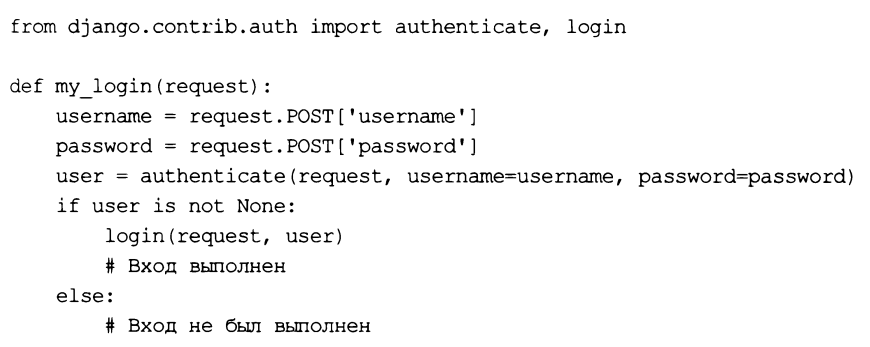 from django.contrib.auth import authenticate, login
def my_login(request):
    username = request.POST['username']
    password = request.POST['password']
    user = authenticate(request, username=username, password=password)
    if user is not None:
        login(request, user)
        # Вход выполнен
    else:
        # Вход не был выполнен